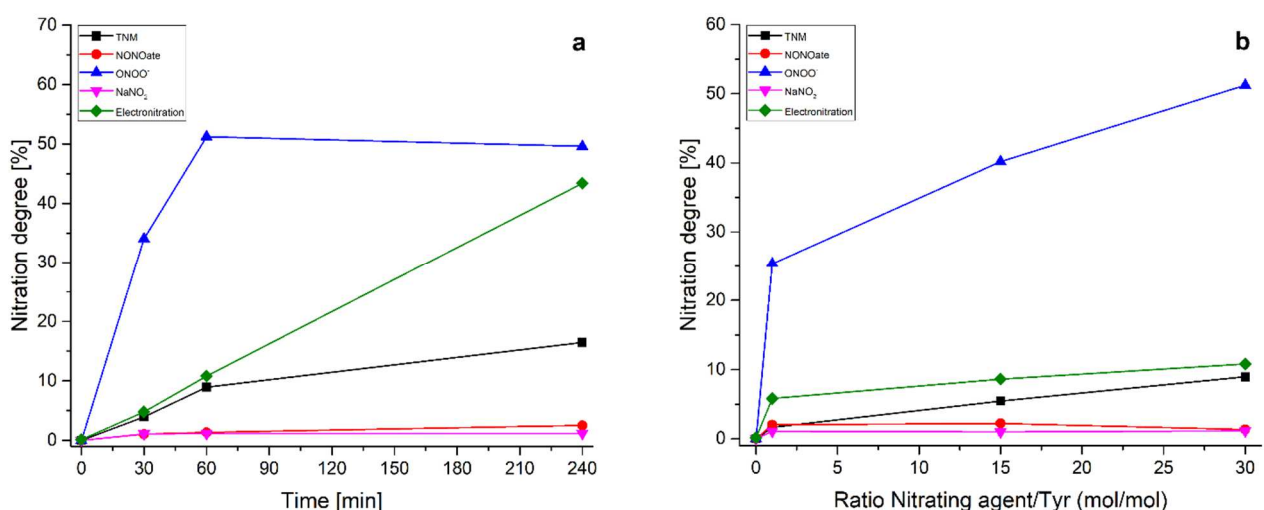 a
TNM
NONOate
ONOO⁻
NaNO₂
Electronitration
70
60
50
40
30
20
10
0
Nitration degree [%]
0 30 60 90 120 150 180 210 240
Time [min]
b
TNM
NONOate
ONOO⁻
NaNO₂
Electronitration
60
50
40
30
20
10
0
Nitration degree [%]
0 5 10 15 20 25 30
Ratio Nitrating agent/Tyr (mol/mol)